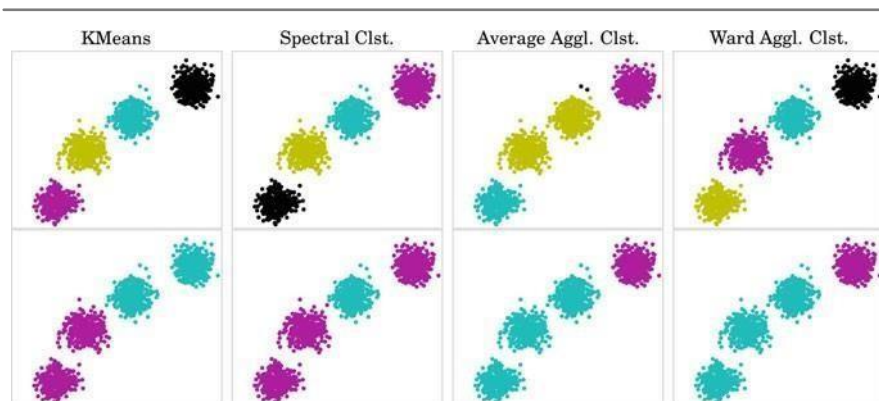 KMeans
Spectral Clst.
Average Aggl. Clst.
Ward Aggl. Clst.